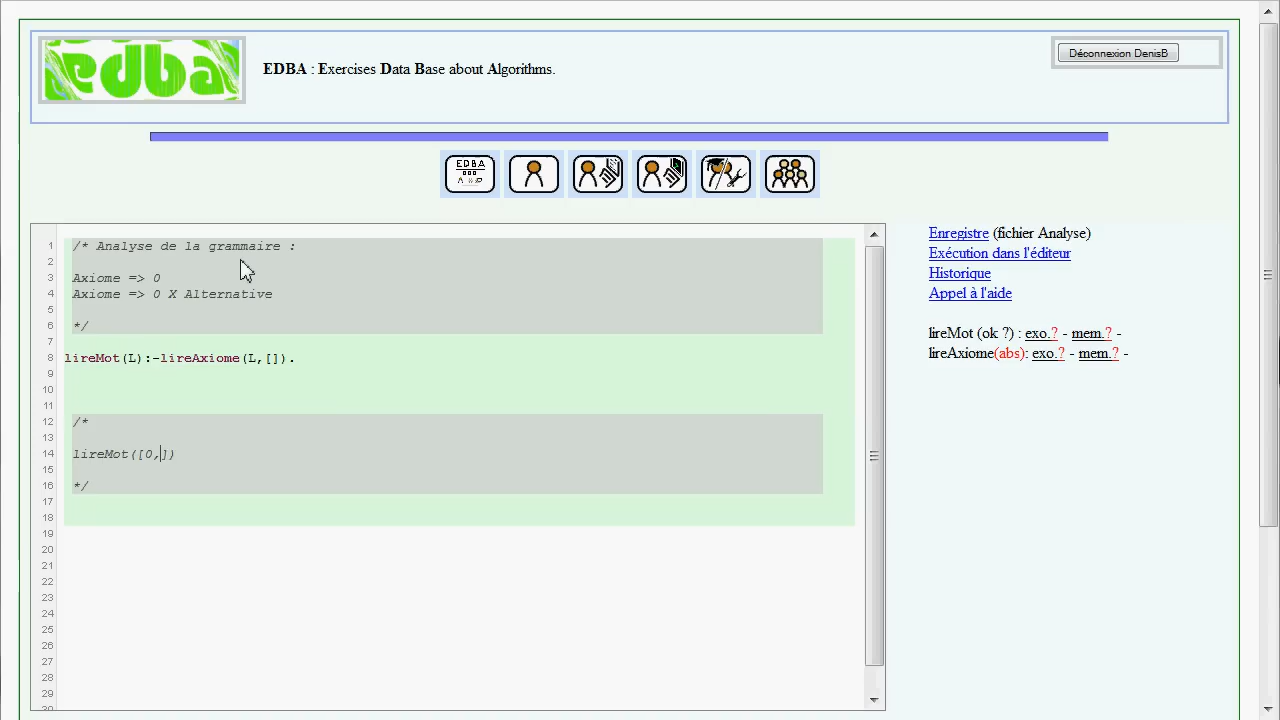 edba
EDBA : Exercises Data Base about Algorithms.
Déconnexion DenisB
EDBA
1 /* Analyse de la grammaire :
2
3 Axiome => 0
4 Axiome => 0 X Alternative
5
6 */
7
8 lireMot(L):-lireAxiome(L,[]).
9
10
11
12 /*
13
14 lireMot([0,])
15
16 */
17
18
19
20
21
22
23
24
25
26
27
28
29
30
Enregistre (fichier Analyse)
Exécution dans l'éditeur
Historique
Appel à l'aide
lireMot (ok ?) : exo.? - mem.? -
lireAxiome(abs): exo.? - mem.? -